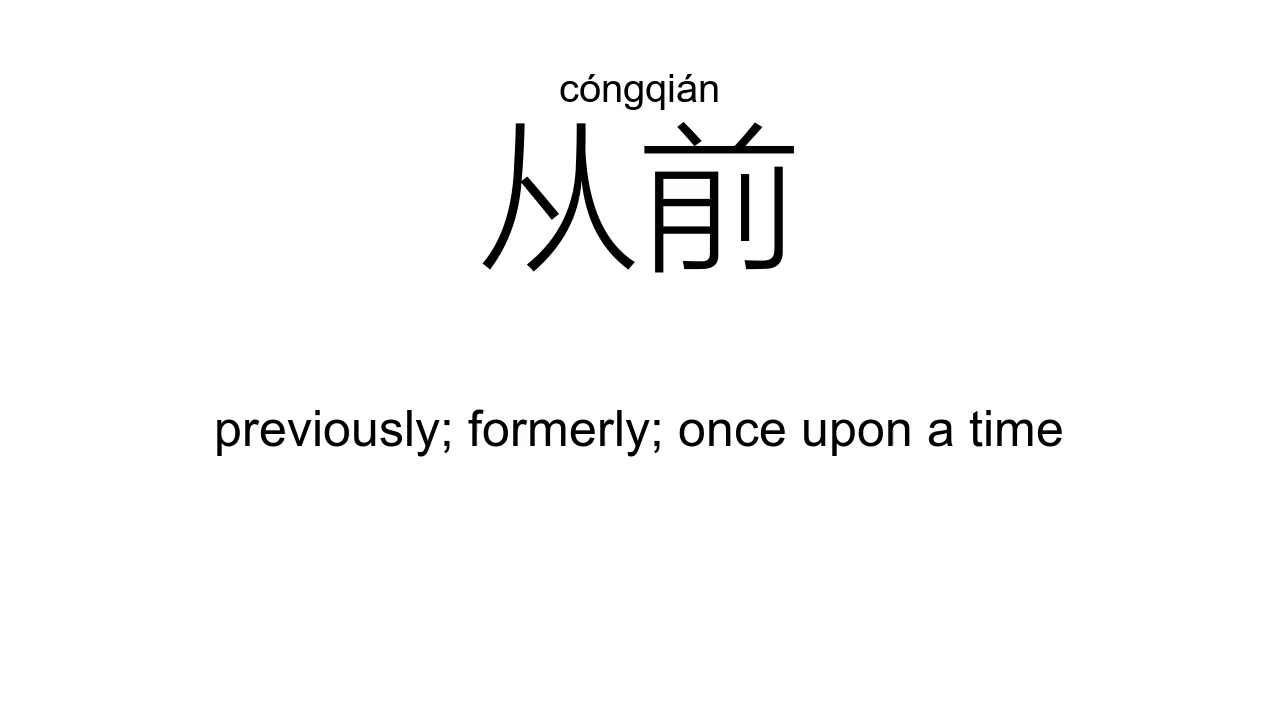 cóngqián
从前
previously; formerly; once upon a time